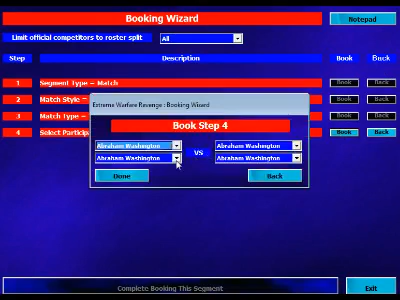 Booking Wizard
Notepad
Limit official competitors to roster split
All
Step
Description
Book
Buck
1
Segment Type - Match
Book
Back
2
Match Style -
Book
Back
3
Match Type -
Book
Back
4
Select Particip
Book
Back
Extreme Warfare Revenge : Booking Wizard
Book Step 4
Abraham Washington
Abraham Washington
VS
Abraham Washington
Abraham Washington
Done
Back
Complete Booking This Segment
Exit